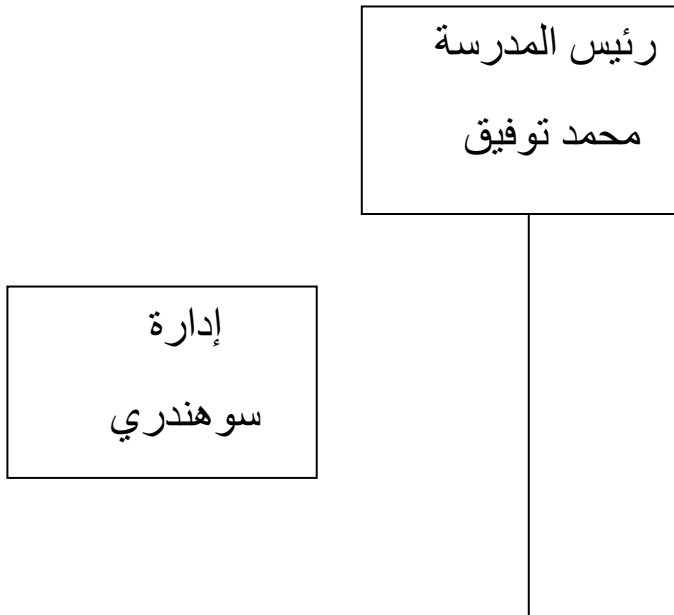 رئيس المدرسة
محمد توفيق
إدارة
سوهندري